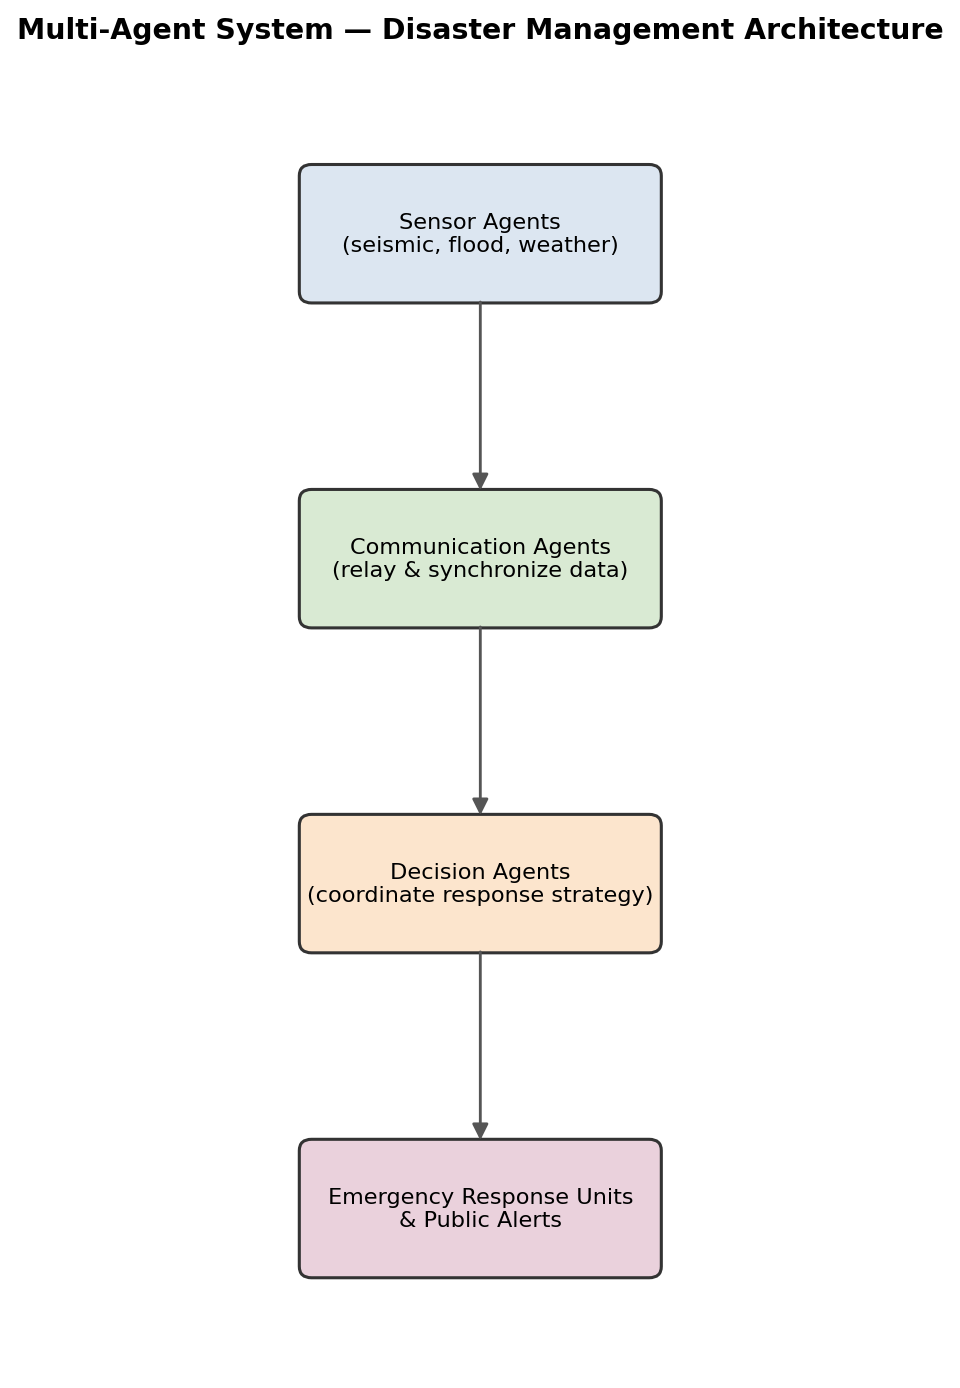 Multi-Agent System — Disaster Management Architecture
Sensor Agents
(seismic, flood, weather)
Communication Agents
(relay & synchronize data)
Decision Agents
(coordinate response strategy)
Emergency Response Units
& Public Alerts